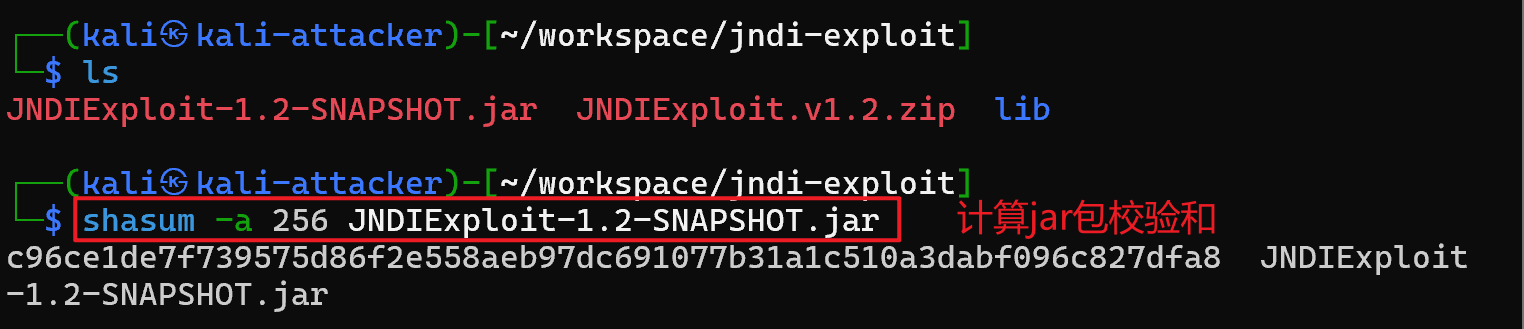 ┌──(kali㉿kali-attacker)-[~/workspace/jndi-exploit]
└─$ ls
JNDIExploit-1.2-SNAPSHOT.jar  JNDIExploit.v1.2.zip  lib
┌──(kali㉿kali-attacker)-[~/workspace/jndi-exploit]
└─$ shasum -a 256 JNDIExploit-1.2-SNAPSHOT.jar 计算jar包校验和
c96ce1de7f739575d86f2e558aeb97dc691077b31a1c510a3dabf096c827dfa8  JNDIExploit
-1.2-SNAPSHOT.jar